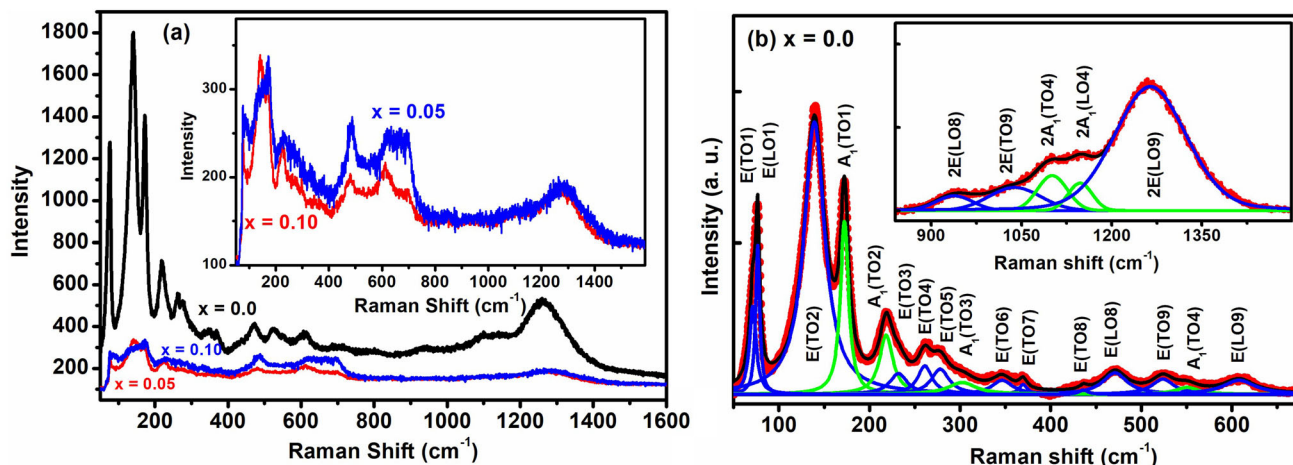 (a)
Intensity
1800
1600
1400
1200
1000
800
600
400
200
200 400 600 800 1000 1200 1400 1600
Raman Shift (cm-1)
x = 0.0
x = 0.10
x = 0.05
Intensity
300
200
100
0 200 400 600 800 1000 1200 1400
Raman Shift (cm-1)
x = 0.05
x = 0.10
(b) x = 0.0
Intensity (a. u.)
100 200 300 400 500 600
Raman shift (cm-1)
E(TO1)
E(LO1)
E(TO2)
A1(TO1)
A1(TO2)
E(TO3)
E(TO4)
E(TO5)
A1(TO3)
E(TO6)
E(TO7)
E(TO8)
E(LO8)
E(TO9)
A1(TO4)
E(LO9)
2E(LO8)
2E(TO9)
2A1(TO4)
2A1(LO4)
2E(LO9)
900 1050 1200 1350
Raman shift (cm-1)